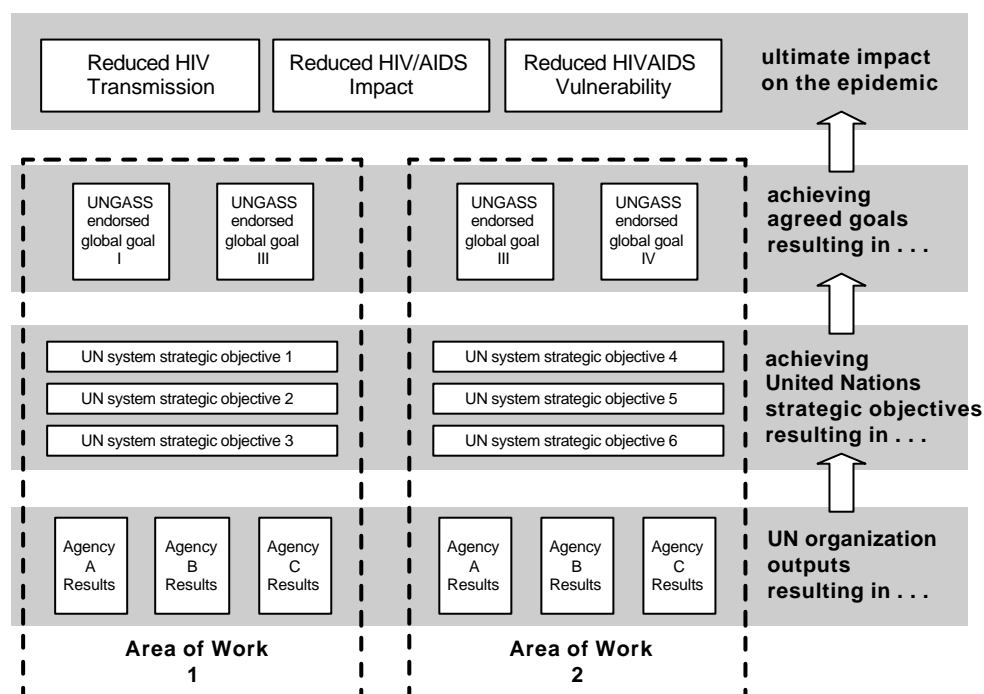 Reduced HIV
Transmission
Reduced HIV/AIDS
Impact
Reduced HIVAIDS
Vulnerability
ultimate impact
on the epidemic
UNGASS
endorsed
global goal
I
UNGASS
endorsed
global goal
III
UNGASS
endorsed
global goal
III
UNGASS
endorsed
global goal
IV
achieving
agreed goals
resulting in . . .
UN system strategic objective 1
UN system strategic objective 2
UN system strategic objective 3
UN system strategic objective 4
UN system strategic objective 5
UN system strategic objective 6
achieving
United Nations
strategic objectives
resulting in . . .
Agency
A
Results
Agency
B
Results
Agency
C
Results
Agency
A
Results
Agency
B
Results
Agency
C
Results
UN organization
outputs
resulting in . . .
Area of Work
1
Area of Work
2